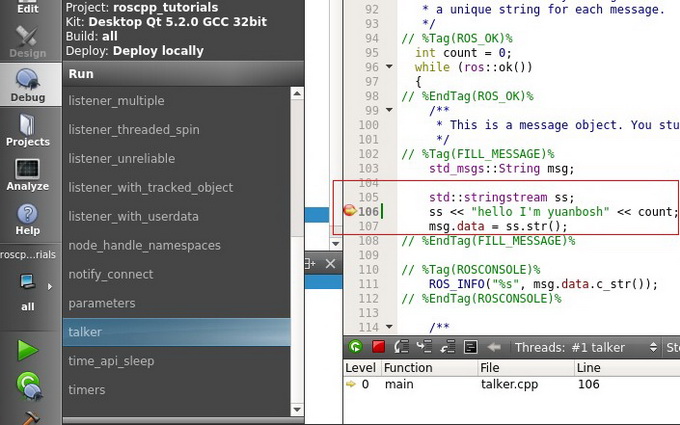 Edit
Design
Debug
Projects
Analyze
Help
roscp...rials
all
Project: roscpp_tutorials
Kit: Desktop Qt 5.2.0 GCC 32bit
Build: all
Deploy: Deploy locally
Run
listener_multiple
listener_threaded_spin
listener_unreliable
listener_with_tracked_object
listener_with_userdata
node_handle_namespaces
notify_connect
parameters
talker
time_api_sleep
timers
92 * a unique string for each message.
93 */
94 // %Tag(ROS_OK)%
95 int count = 0;
96 while (ros::ok())
97 {
98 // %EndTag(ROS_OK)%
99 /**
100 * This is a message object. You stu
101 */
102 // %Tag(FILL_MESSAGE)%
103 std_msgs::String msg;
104
105 std::stringstream ss;
106 ss << "hello I'm yuanbosh" << count;
107 msg.data = ss.str();
108 // %EndTag(FILL_MESSAGE)%
109
110 // %Tag(ROSCONSOLE)%
111 ROS_INFO("%s", msg.data.c_str());
112 // %EndTag(ROSCONSOLE)%
113
114 /**
Threads: #1 talker Sto
Level Function File Line
0 main talker.cpp 106